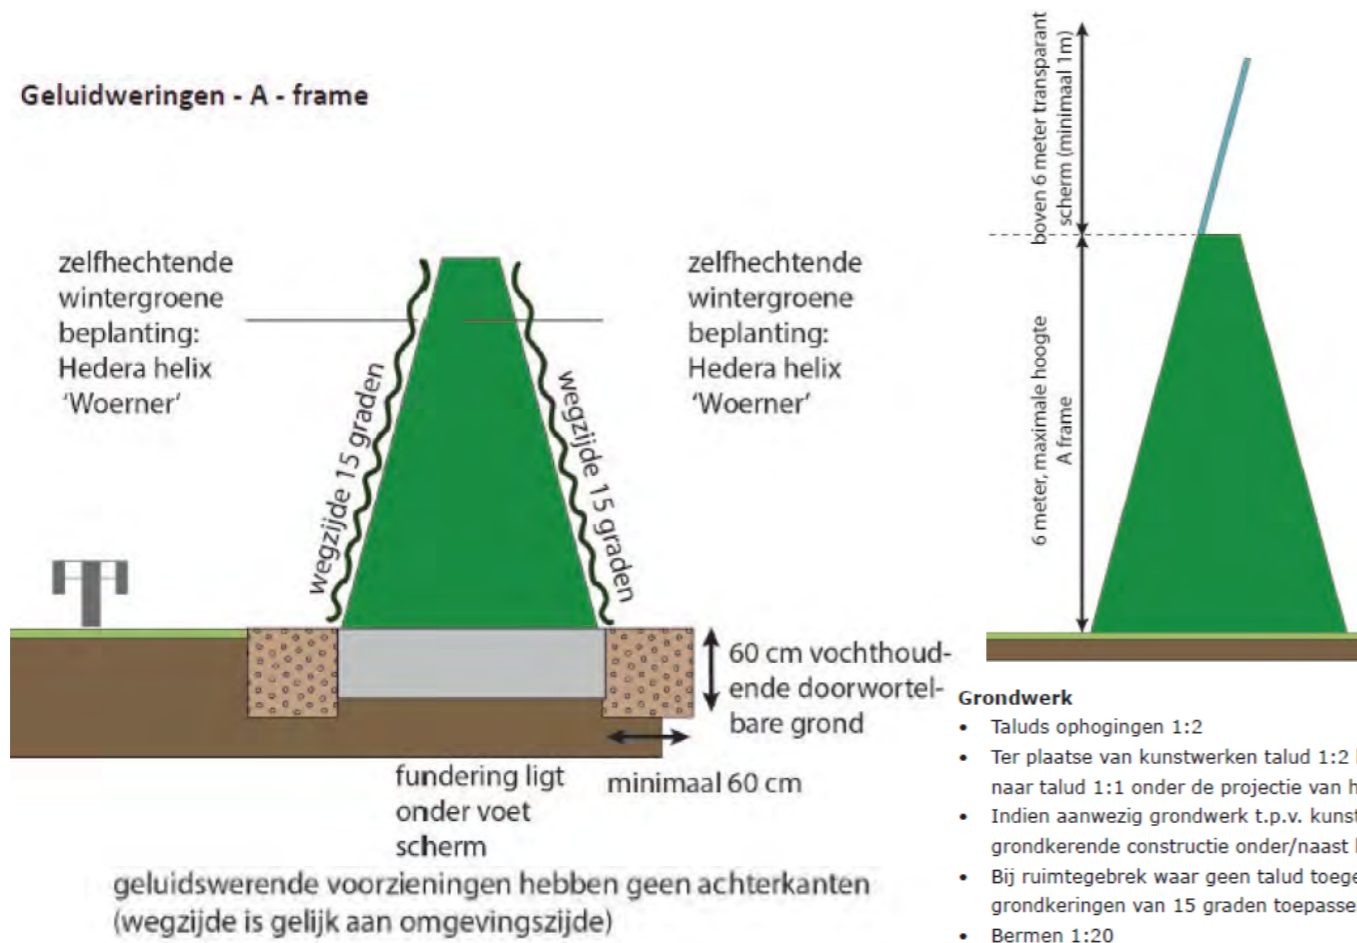 Geluidweringen - A - frame
zelfhechtende
wintergroene
beplanting:
Hedera helix
'Woerner'
wegzijde 15 graden
wegzijde 15 graden
zelfhechtende
wintergroene
beplanting:
Hedera helix
'Woerner'
60 cm vochthoud-
ende doorwortel-
bare grond
fundering ligt
onder voet
scherm
minimaal 60 cm
geluidswerende voorzieningen hebben geen achterkanten
(wegzijde is gelijk aan omgevingszijde)
boven 6 meter transparant
scherm (minimaal 1m)
6 meter, maximale hoogte
A frame
Grondwerk
• Taluds ophogingen 1:2
• Ter plaatse van kunstwerken talud 1:2
naar talud 1:1 onder de projectie van
• Indien aanwezig grondwerk t.p.v. kunst
grondkerende constructie onder/naast
• Bij ruimtegebrek waar geen talud toege
grondkeringen van 15 graden toepasse
• Bermen 1:20